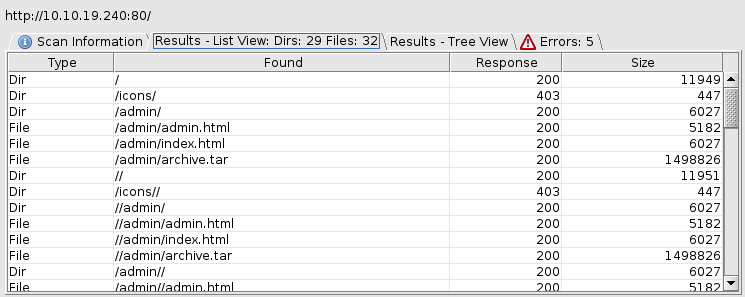 http://10.10.19.240:80/
Scan Information Results - List View: Dirs: 29 Files: 32 Results - Tree View Errors: 5
Type Found Response Size
Dir / 200 11949
Dir /icons/ 403 447
Dir /admin/ 200 6027
File /admin/admin.html 200 5182
File /admin/index.html 200 6027
File /admin/archive.tar 200 1498826
Dir // 200 11951
Dir /icons// 403 447
Dir //admin/ 200 6027
File //admin/admin.html 200 5182
File //admin/index.html 200 6027
File //admin/archive.tar 200 1498826
Dir /admin// 200 6027
File /admin//admin.html 200 5182